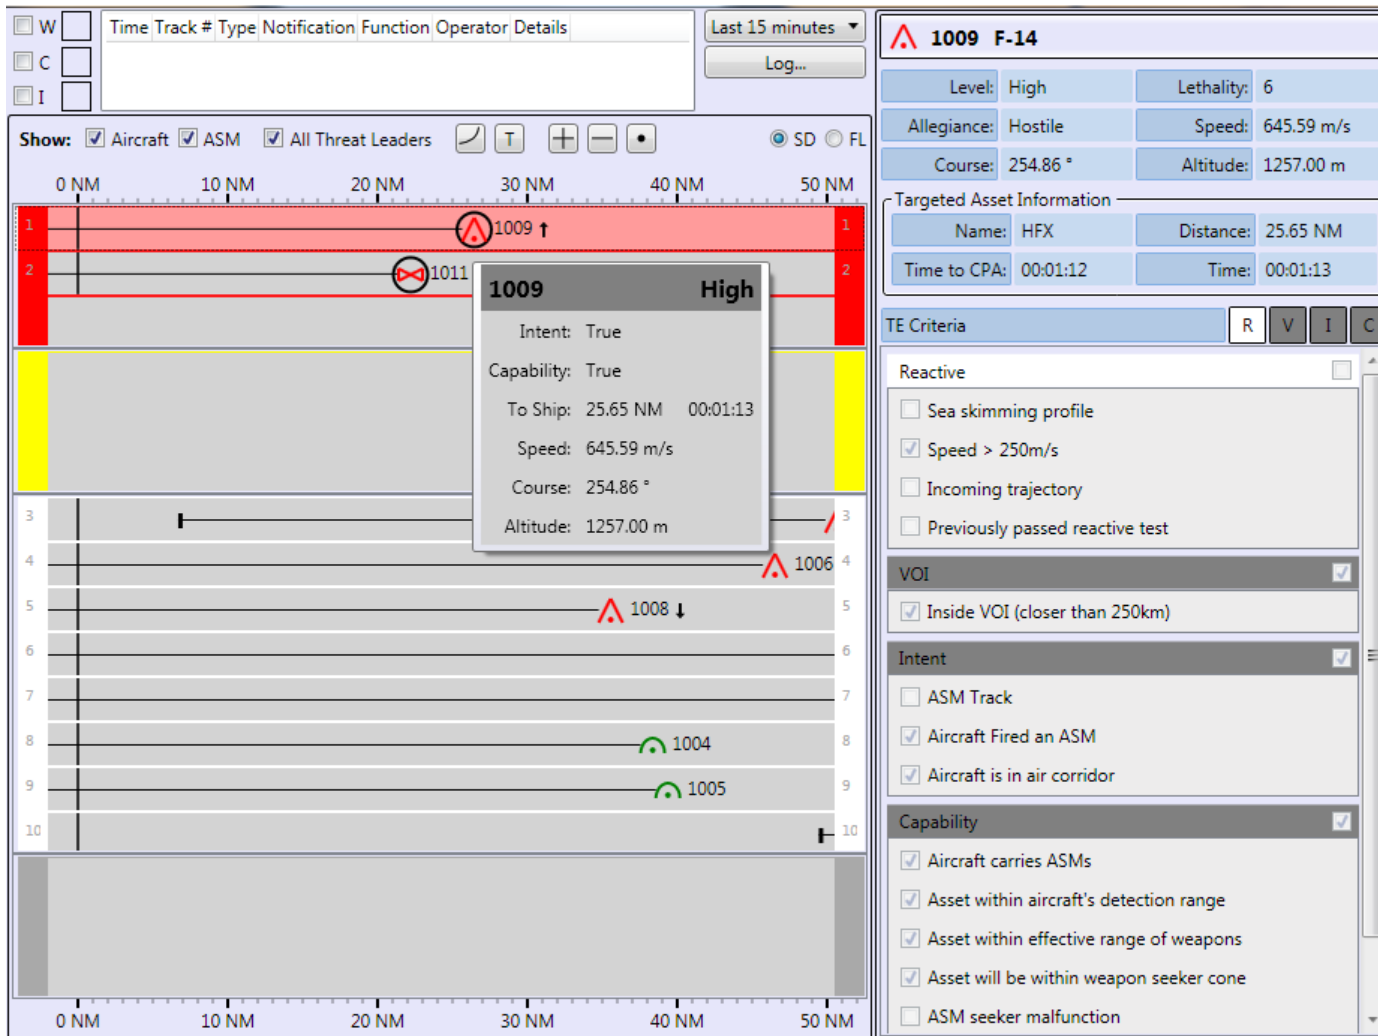 W
C
I
Time Track # Type Notification Function Operator Details
Last 15 minutes
Log...
Show: Aircraft ASM All Threat Leaders T SD FL
0 NM 10 NM 20 NM 30 NM 40 NM 50 NM
1 1009 1
2 1011 2
1009 High
Intent: True
Capability: True
To Ship: 25.65 NM 00:01:13
Speed: 645.59 m/s
Course: 254.86 °
Altitude: 1257.00 m
3 3
4 1006 4
5 1008 5
6 6
7 7
8 1004 8
9 1005 9
10 10
0 NM 10 NM 20 NM 30 NM 40 NM 50 NM
1009 F-14
Level: High Lethality: 6
Allegiance: Hostile Speed: 645.59 m/s
Course: 254.86 ° Altitude: 1257.00 m
Targeted Asset Information
Name: HFX Distance: 25.65 NM
Time to CPA: 00:01:12 Time: 00:01:13
TE Criteria R V I C
Reactive
Sea skimming profile
Speed > 250m/s
Incoming trajectory
Previously passed reactive test
VOI
Inside VOI (closer than 250km)
Intent
ASM Track
Aircraft Fired an ASM
Aircraft is in air corridor
Capability
Aircraft carries ASMs
Asset within aircraft's detection range
Asset within effective range of weapons
Asset will be within weapon seeker cone
ASM seeker malfunction